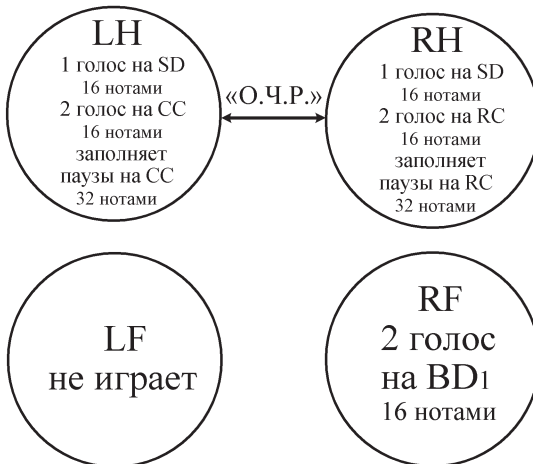 LH
1 голос на SD
16 нотами
2 голос на CC
16 нотами
заполняет
паузы на CC
32 нотами
«О.Ч.Р.»
RH
1 голос на SD
16 нотами
2 голос на RC
16 нотами
заполняет
паузы на RC
32 нотами
LF
не играет
RF
2 голос
на BD1
16 нотами